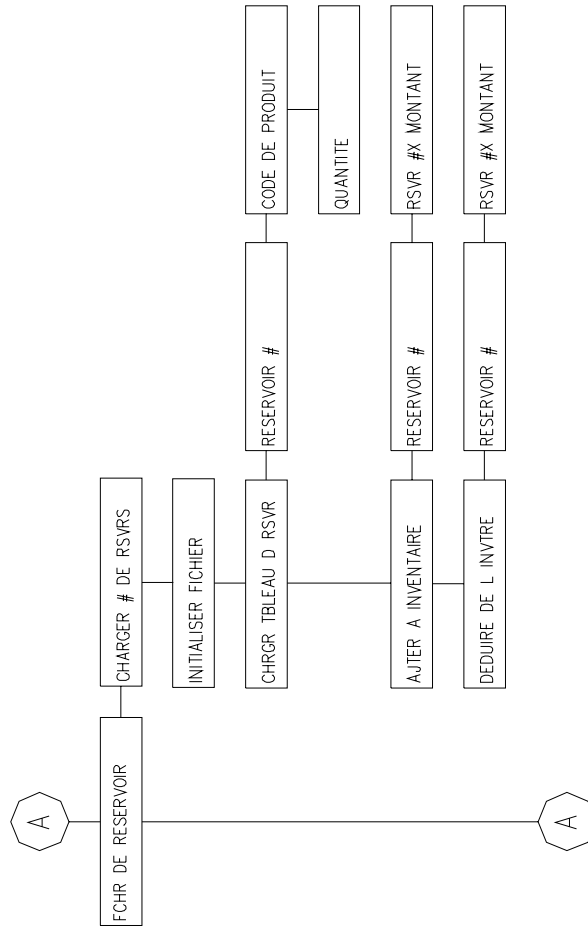 A
FCHR DE RESERVOIR
CHARGER # DE RSVRS
INITIALISER FICHIER
CHRGR TBLEAU D RSVR
RESERVOIR #
CODE DE PRODUIT
QUANTITE
AJTER A INVENTAIRE
RESERVOIR #
RSVR #X MONTANT
DEDUIRE DE L INVTRE
RESERVOIR #
RSVR #X MONTANT
A